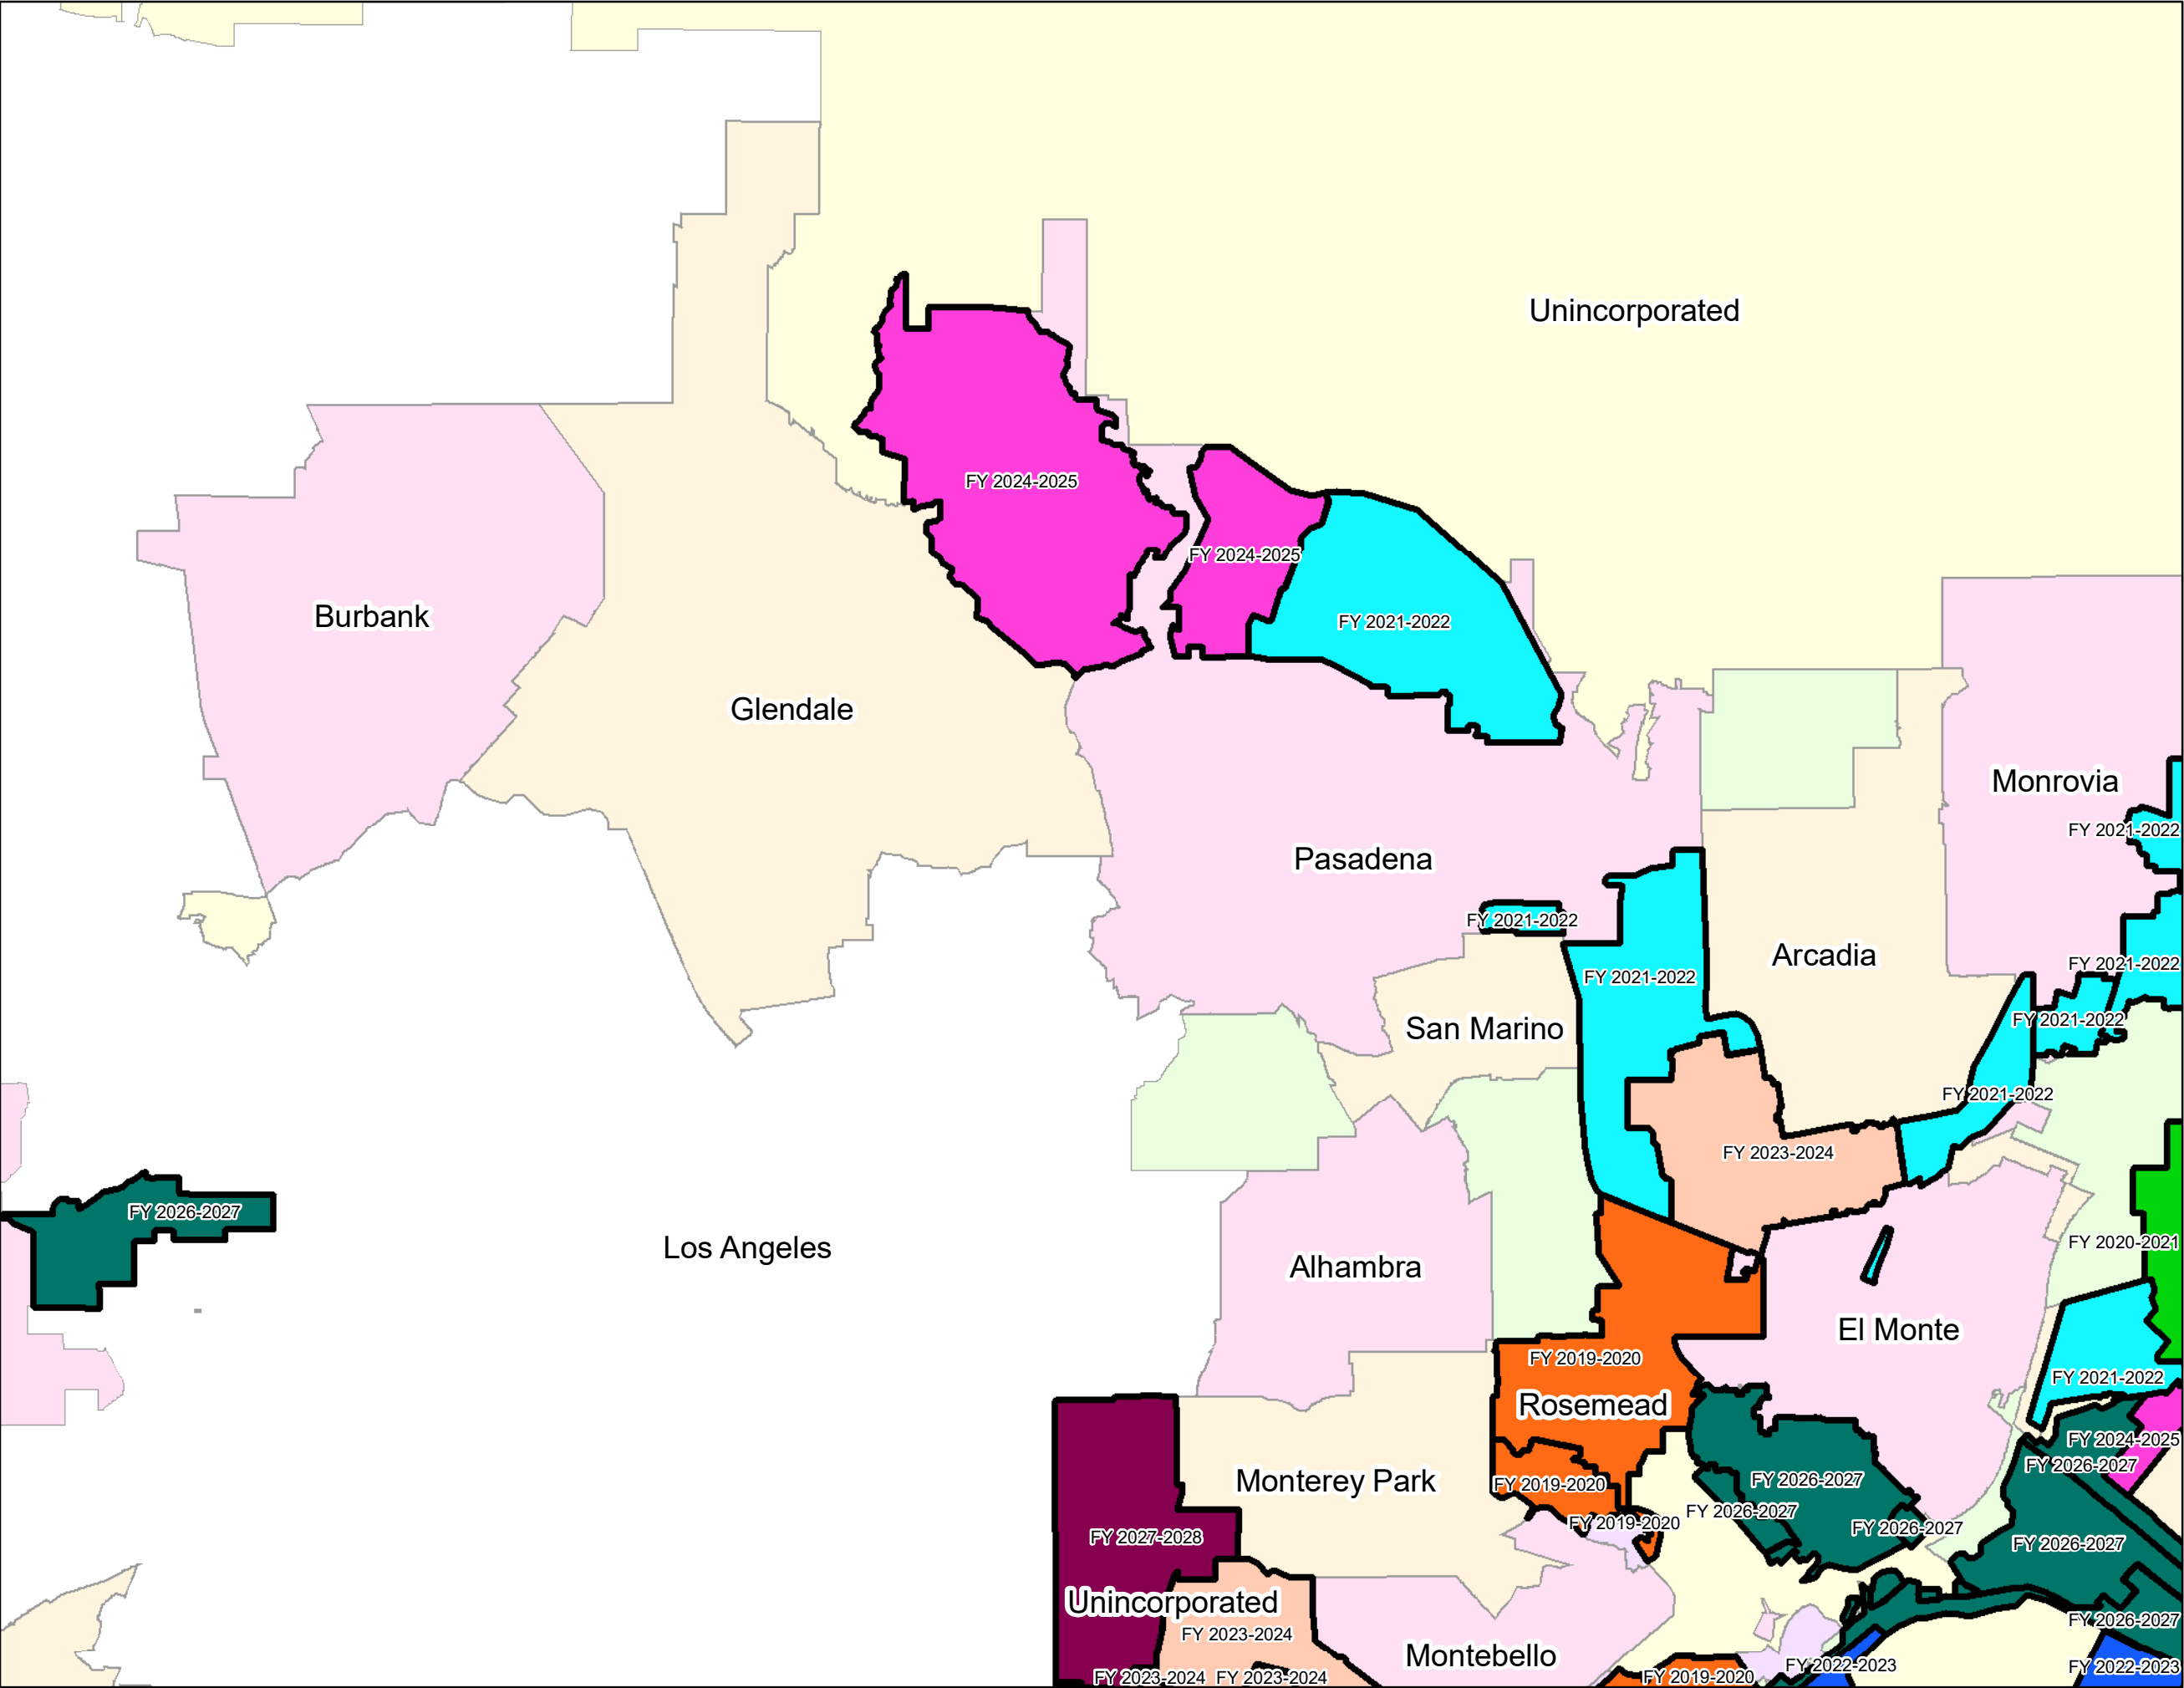 Unincorporated
FY 2024-2025
FY 2024-2025
Burbank
FY 2021-2022
Glendale
Monrovia
FY 2021-2022
Pasadena
FY 2021-2022
Arcadia
FY 2021-2022
FY 2021-2022
San Marino
FY 2021-2022
FY 2021-2022
FY 2023-2024
FY 2026-2027
FY 2020-2021
Los Angeles
Alhambra
El Monte
FY 2019-2020
FY 2021-2022
Rosemead
FY 2024-2025
FY 2026-2027
Monterey Park
FY 2026-2027
FY 2019-2020
FY 2026-2027
FY 2019-2020
FY 2026-2027
FY 2027-2028
FY 2026-2027
Unincorporated
FY 2026-2027
FY 2023-2024
Montebello
FY 2022-2023
FY 2022-2023
FY 2023-2024
FY 2023-2024
FY 2019-2020